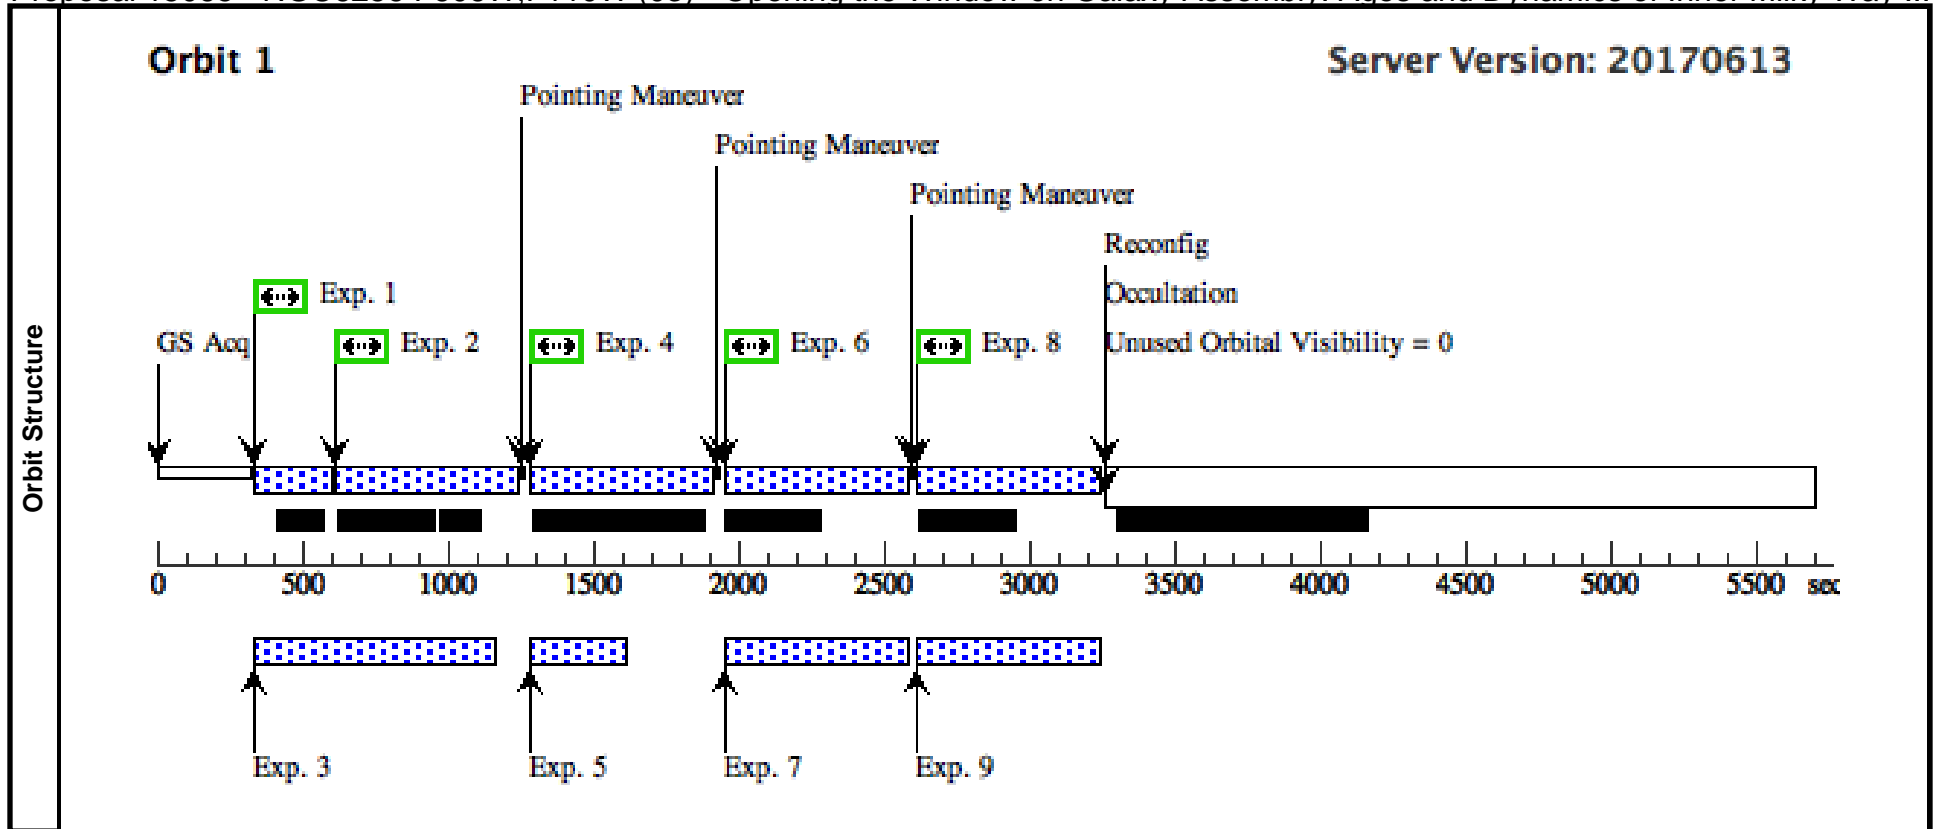 Orbit 1
Server Version: 20170613
Pointing Maneuver
Pointing Maneuver
Pointing Maneuver
Reconfig
Exp. 1
Occultation
GS Acq
Exp. 2
Exp. 4
Exp. 6
Exp. 8
Unused Orbital Visibility = 0
Orbit Structure
0 500 1000 1500 2000 2500 3000 3500 4000 4500 5000 5500 sec
Exp. 3
Exp. 5
Exp. 7
Exp. 9